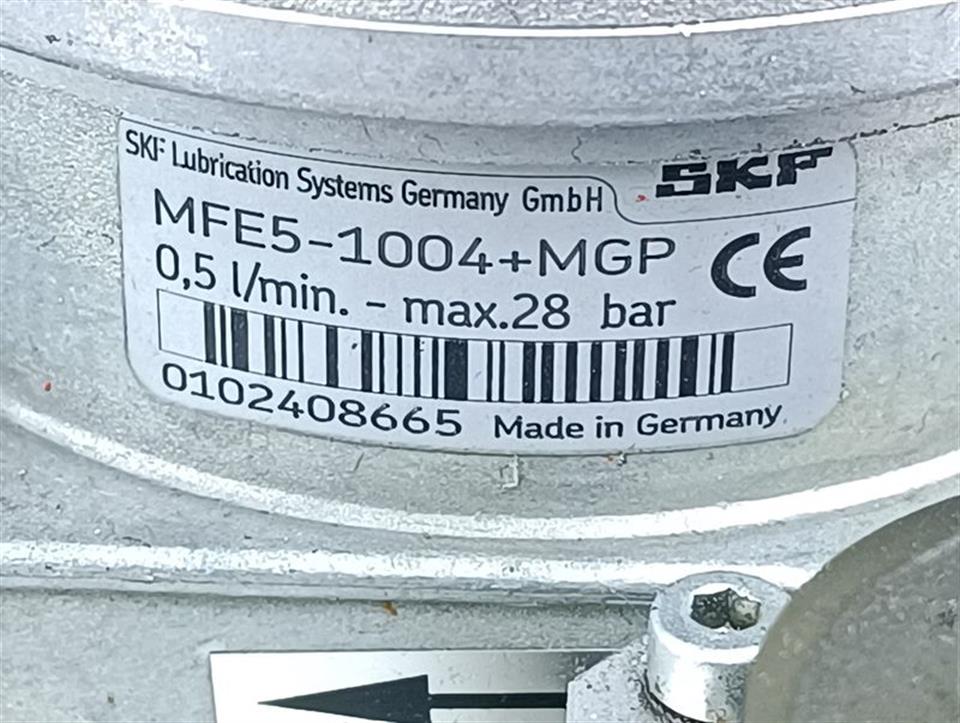 SKF Lubrication Systems Germany GmbH
SKF
MFE5-1004+MGP
CE
0,5 l/min. - max.28 bar
0102408665 Made in Germany